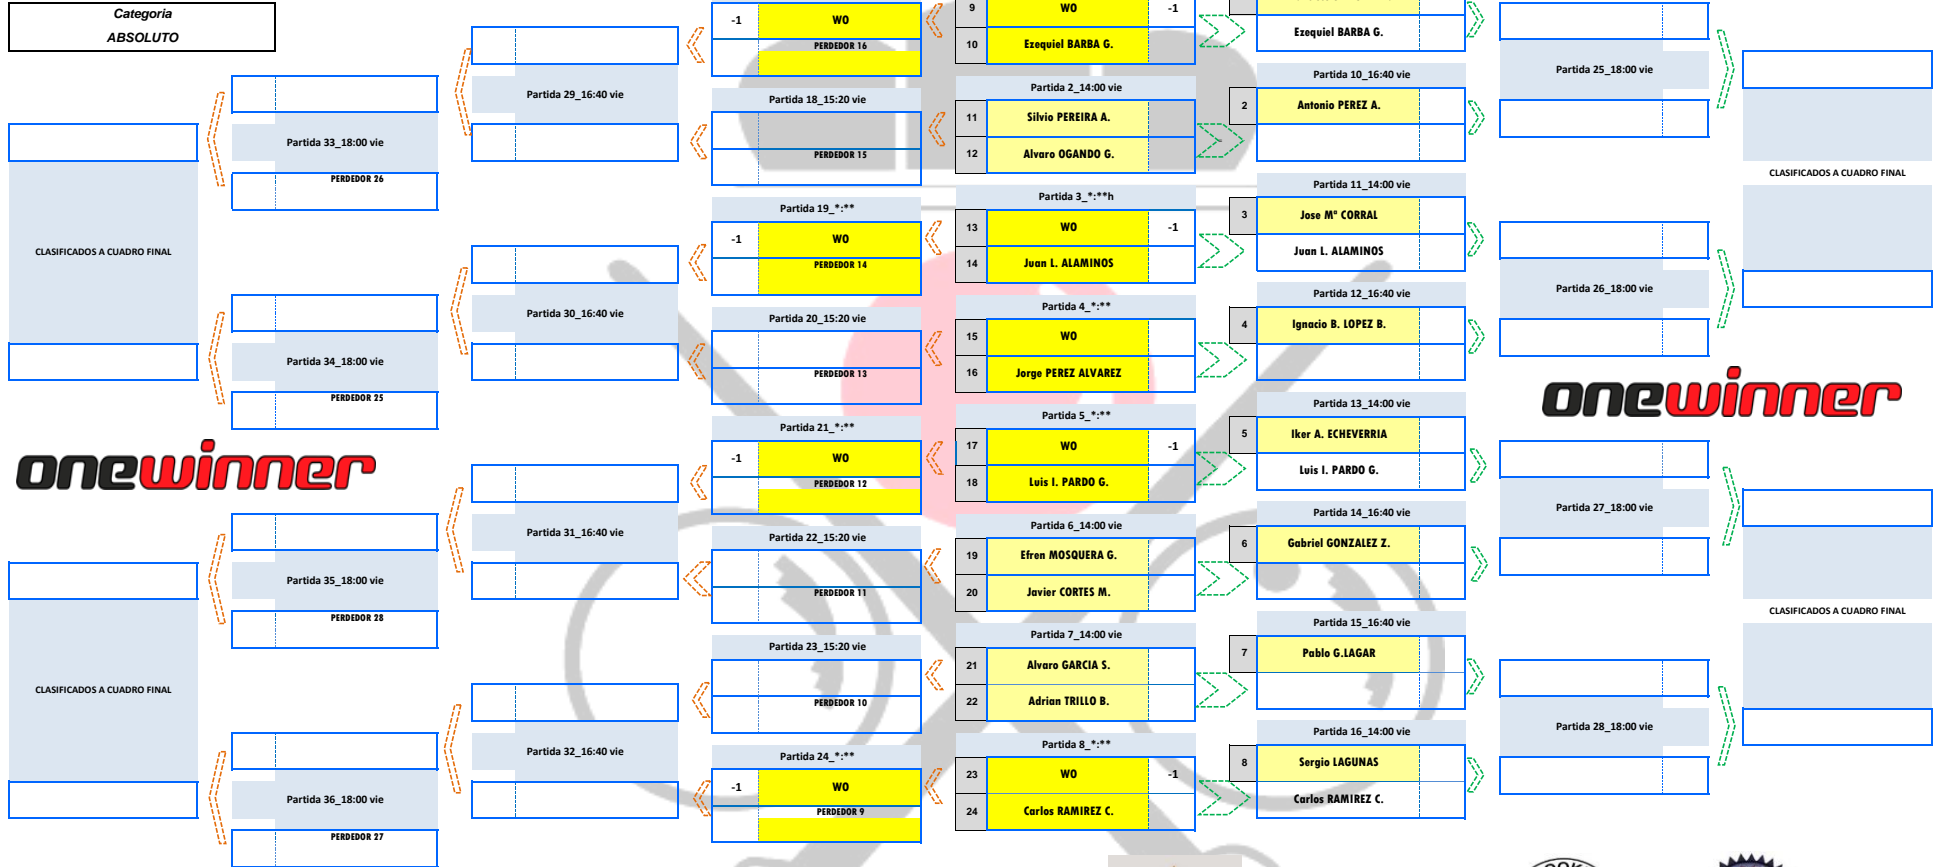 Categoria
ABSOLUTO
CLASIFICADOS A CUADRO FINAL
onewinner
CLASIFICADOS A CUADRO FINAL
Partida 33_18:00 vie
PERDEDOR 26
Partida 34_18:00 vie
PERDEDOR 25
Partida 35_18:00 vie
PERDEDOR 28
Partida 36_18:00 vie
PERDEDOR 27
Partida 29_16:40 vie
Partida 30_16:40 vie
Partida 31_16:40 vie
Partida 32_16:40 vie
-1 WO
PERDEDOR 16
Partida 18_15:20 vie
PERDEDOR 15
Partida 19_*:**
-1 WO
PERDEDOR 14
Partida 20_15:20 vie
PERDEDOR 13
Partida 21_*:**
-1 WO
PERDEDOR 12
Partida 22_15:20 vie
PERDEDOR 11
Partida 23_15:20 vie
PERDEDOR 10
Partida 24_*:**
-1 WO
PERDEDOR 9
9 WO -1
10 Ezequiel BARBA G.
Partida 2_14:00 vie
11 Silvio PEREIRA A.
12 Alvaro OGANDO G.
Partida 3_*:**h
13 WO -1
14 Juan L. ALAMINOS
Partida 4_*:**
15 WO
16 Jorge PEREZ ALVAREZ
Partida 5_*:**
17 WO -1
18 Luis I. PARDO G.
Partida 6_14:00 vie
19 Efren MOSQUERA G.
20 Javier CORTES M.
Partida 7_14:00 vie
21 Alvaro GARCIA S.
22 Adrian TRILLO B.
Partida 8_*:**
23 WO -1
24 Carlos RAMIREZ C.
Ezequiel BARBA G.
Partida 10_16:40 vie
2 Antonio PEREZ A.
Partida 11_14:00 vie
3 Jose Mª CORRAL
Juan L. ALAMINOS
Partida 12_16:40 vie
4 Ignacio B. LOPEZ B.
Partida 13_14:00 vie
5 Iker A. ECHEVERRIA
Luis I. PARDO G.
Partida 14_16:40 vie
6 Gabriel GONZALEZ Z.
Partida 15_16:40 vie
7 Pablo G.LAGAR
Partida 16_14:00 vie
8 Sergio LAGUNAS
Carlos RAMIREZ C.
Partida 25_18:00 vie
Partida 26_18:00 vie
Partida 27_18:00 vie
Partida 28_18:00 vie
CLASIFICADOS A CUADRO FINAL
onewinner
CLASIFICADOS A CUADRO FINAL